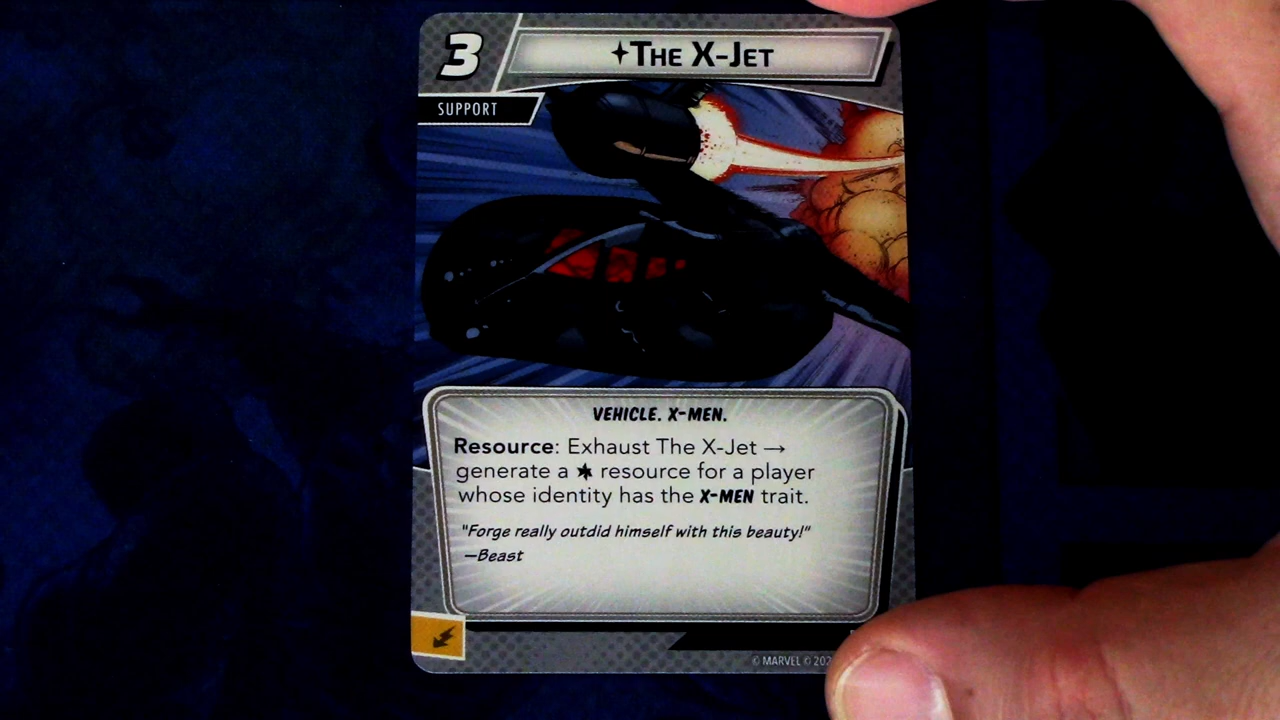 3
THE X-JET
SUPPORT
VEHICLE. X-MEN.
Resource: Exhaust The X-Jet →
generate a resource for a player
whose identity has the X-MEN trait.
"Forge really outdid himself with this beauty!"
—Beast
© MARVEL ©